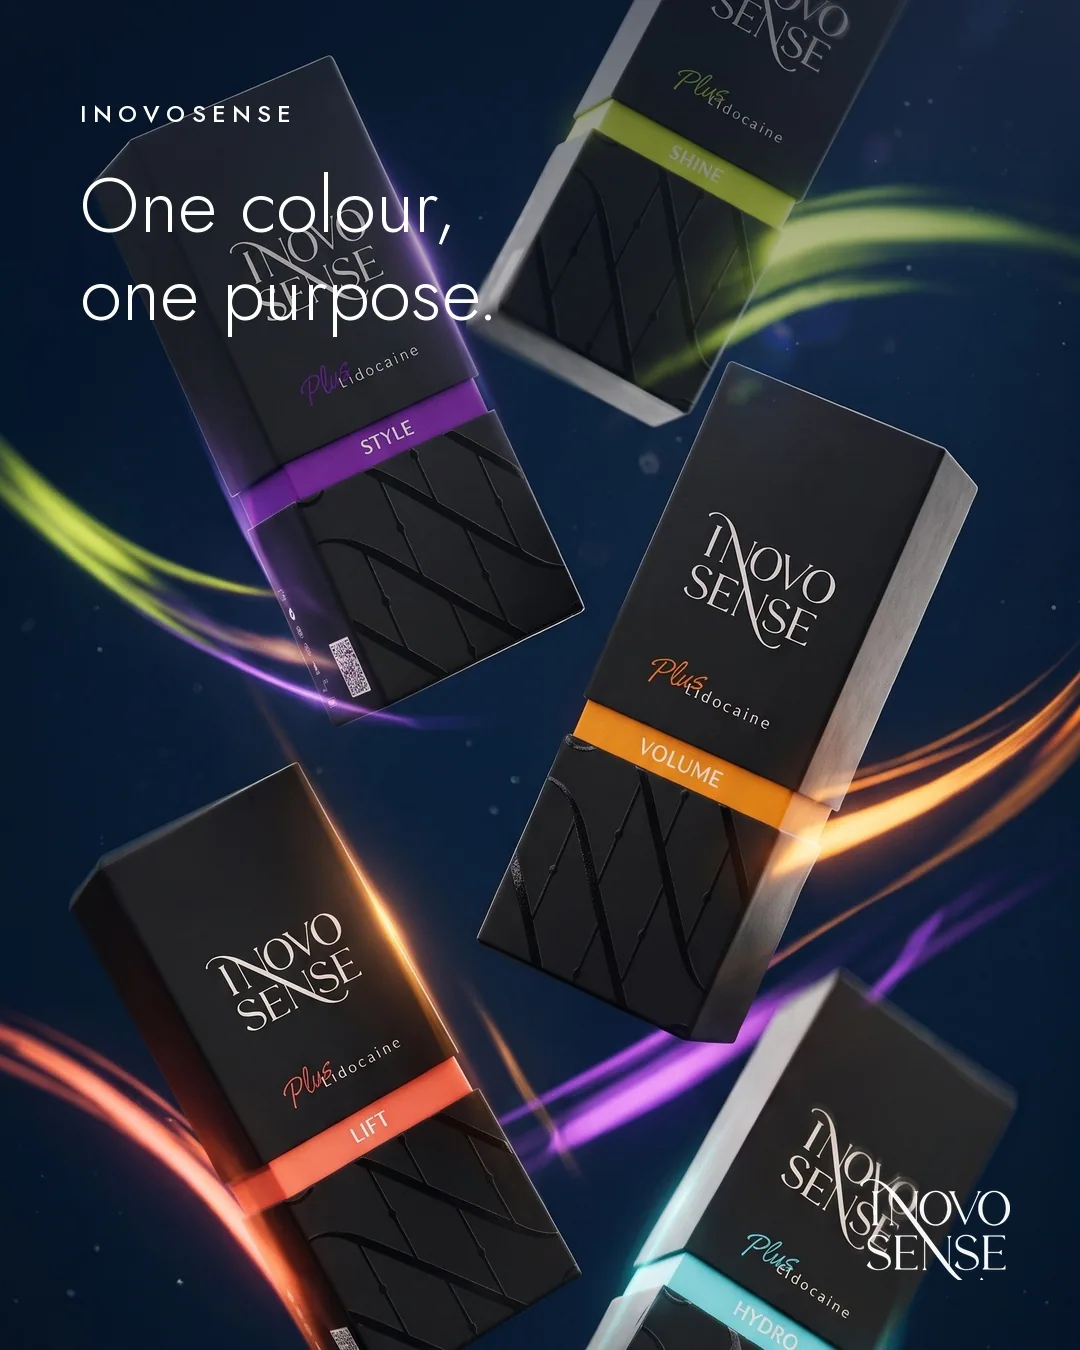 INOVOSENSE
One colour,
one purpose.
INOVO
SENSE
Plus Lidocaine
SHINE
INOVO
SENSE
Plus Lidocaine
STYLE
INOVO
SENSE
Plus Lidocaine
VOLUME
INOVO
SENSE
Plus Lidocaine
LIFT
INOVO
SENSE
Plus Lidocaine
HYDRO
INOVO
SENSE